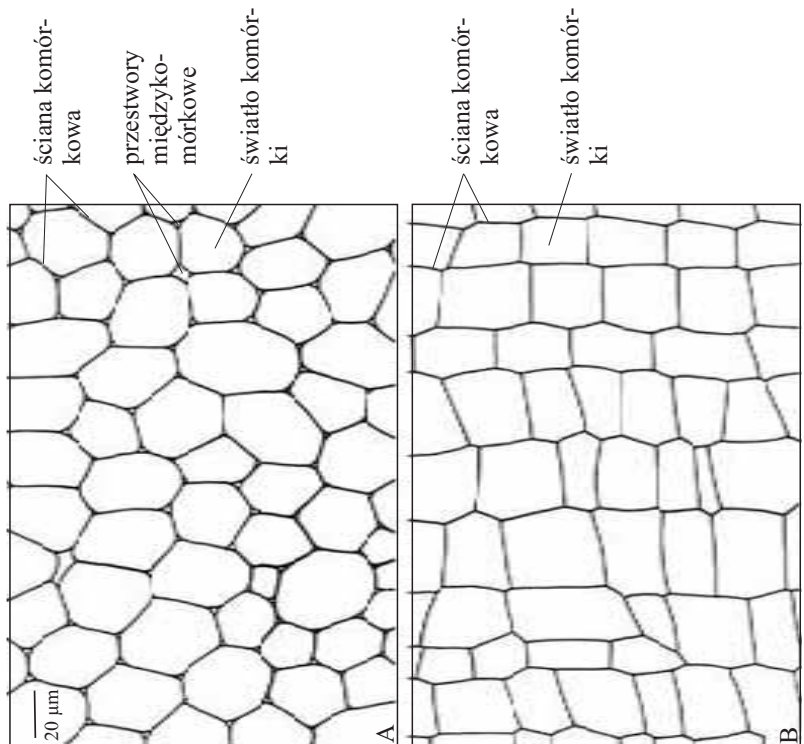 ściana komór-
kowa
przestwory
międzyko-
mórkowe
światło komór-
ki
20 μm
A
ściana komór-
kowa
światło komór-
ki
B